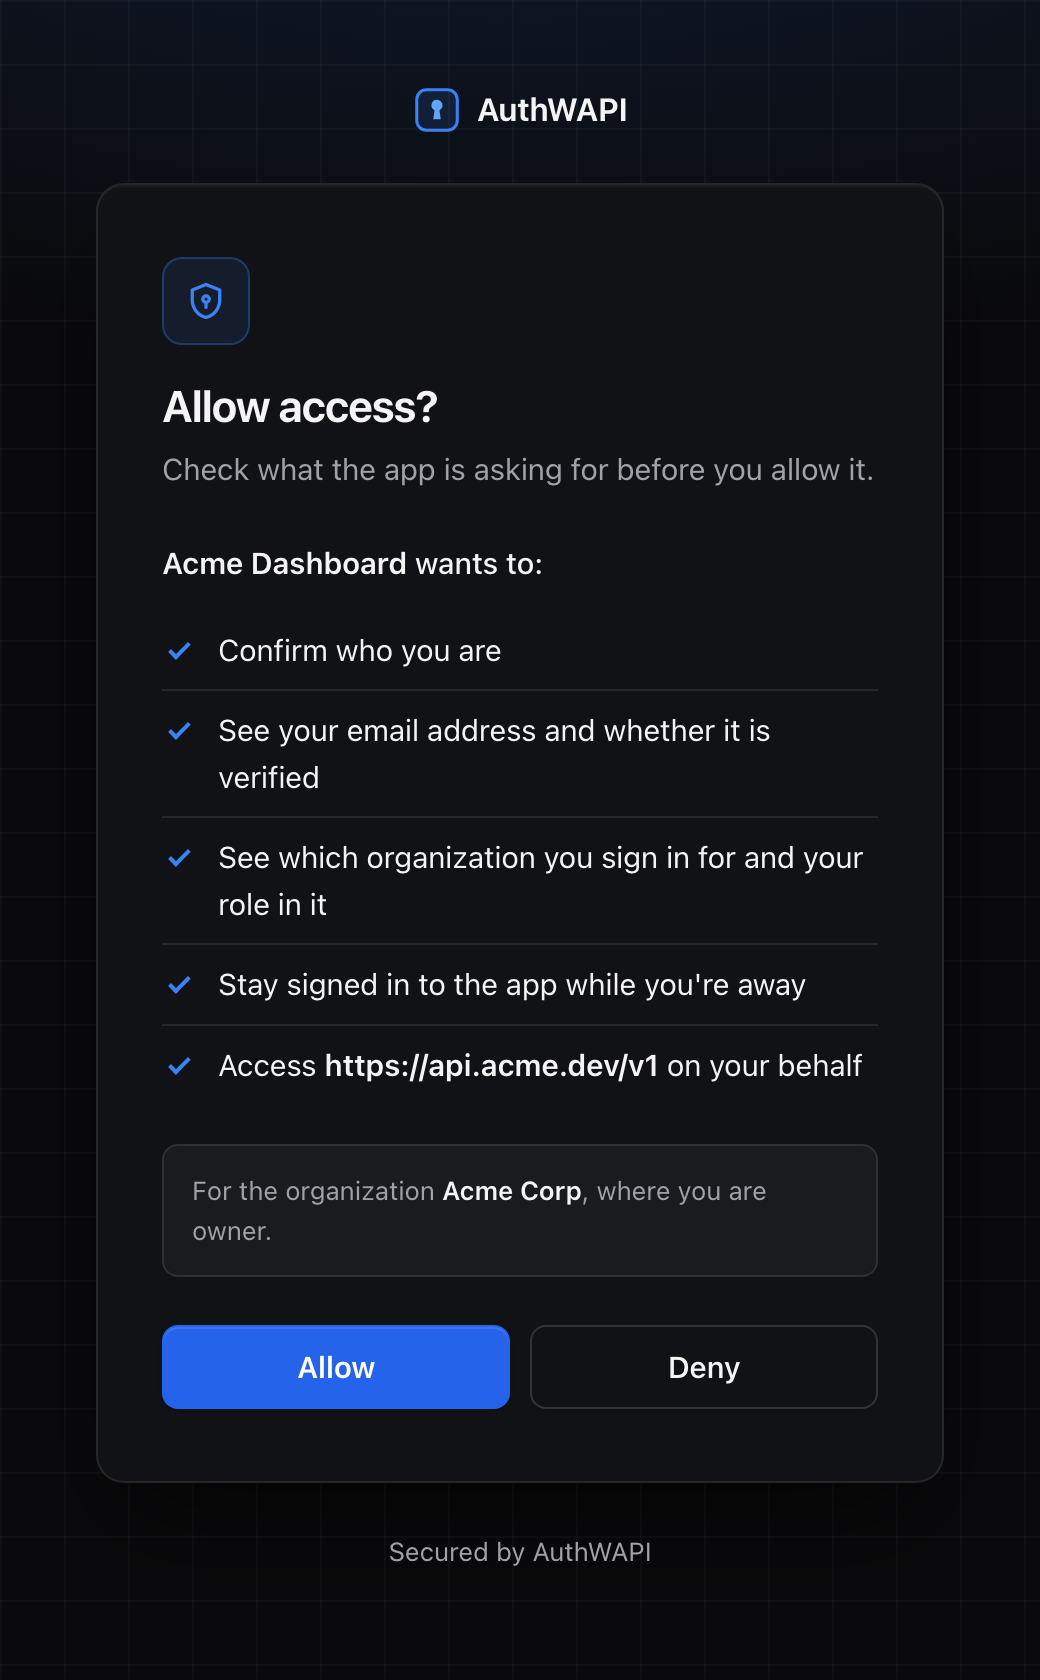 AuthWAPI
Allow access?
Check what the app is asking for before you allow it.
Acme Dashboard wants to:
Confirm who you are
See your email address and whether it is
verified
See which organization you sign in for and your
role in it
Stay signed in to the app while you're away
Access https://api.acme.dev/v1 on your behalf
For the organization Acme Corp, where you are
owner.
Allow
Deny
Secured by AuthWAPI